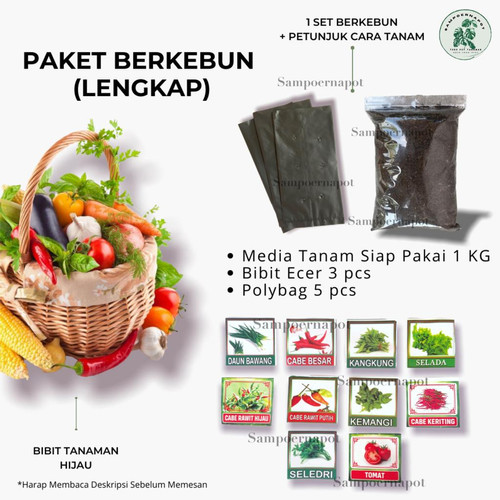 1 SET BERKEBUN
+ PETUNJUK CARA TANAM
SAMPOERNAPOT
PAKET BERKEBUN
(LENGKAP)
Sampoernapot
Sampoernapot
Sampoernapot
Sampoernapot
Media Tanam Siap Pakai 1 KG
Bibit Ecer 3 pcs
Polybag 5 pcs
Sampoernapot
DAUN BAWANG
CABE BESAR
KANGKUNG
SELADA
Sampoernapot
CABE RAWIT HIJAU
CABE RAWIT PUTIH
KEMANGI
CABE KERITING
Sampoernapot
SELEDRI
TOMAT
Sampoernapot
BIBIT TANAMAN
HIJAU
*Harap Membaca Deskripsi Sebelum Memesan